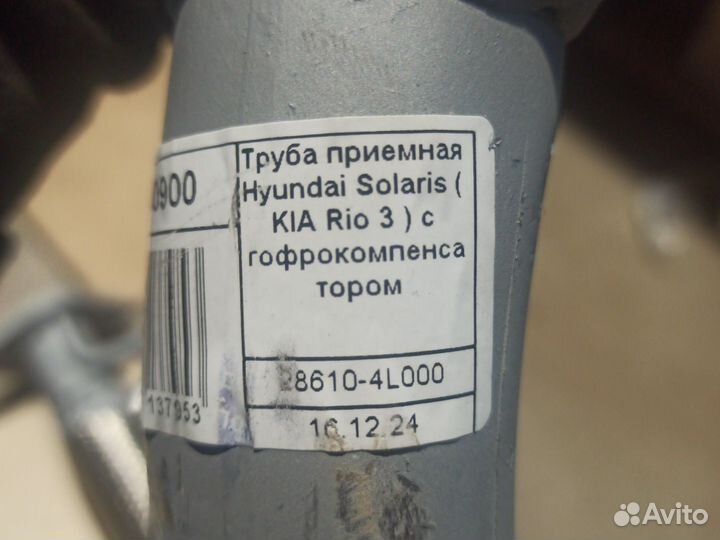 Труба приемная
Hyundai Solaris (
KIA Rio 3 ) с
гофрокомпенса
тором
28610-4L000
16.12.24
0900
137953
Avito